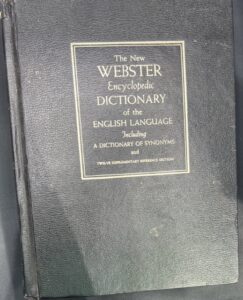 The New
WEBSTER
Encyclopedic
DICTIONARY
of the
ENGLISH LANGUAGE
Including
A DICTIONARY OF SYNONYMS
and
TWELVE SUPPLEMENTARY REFERENCE SECTIONS